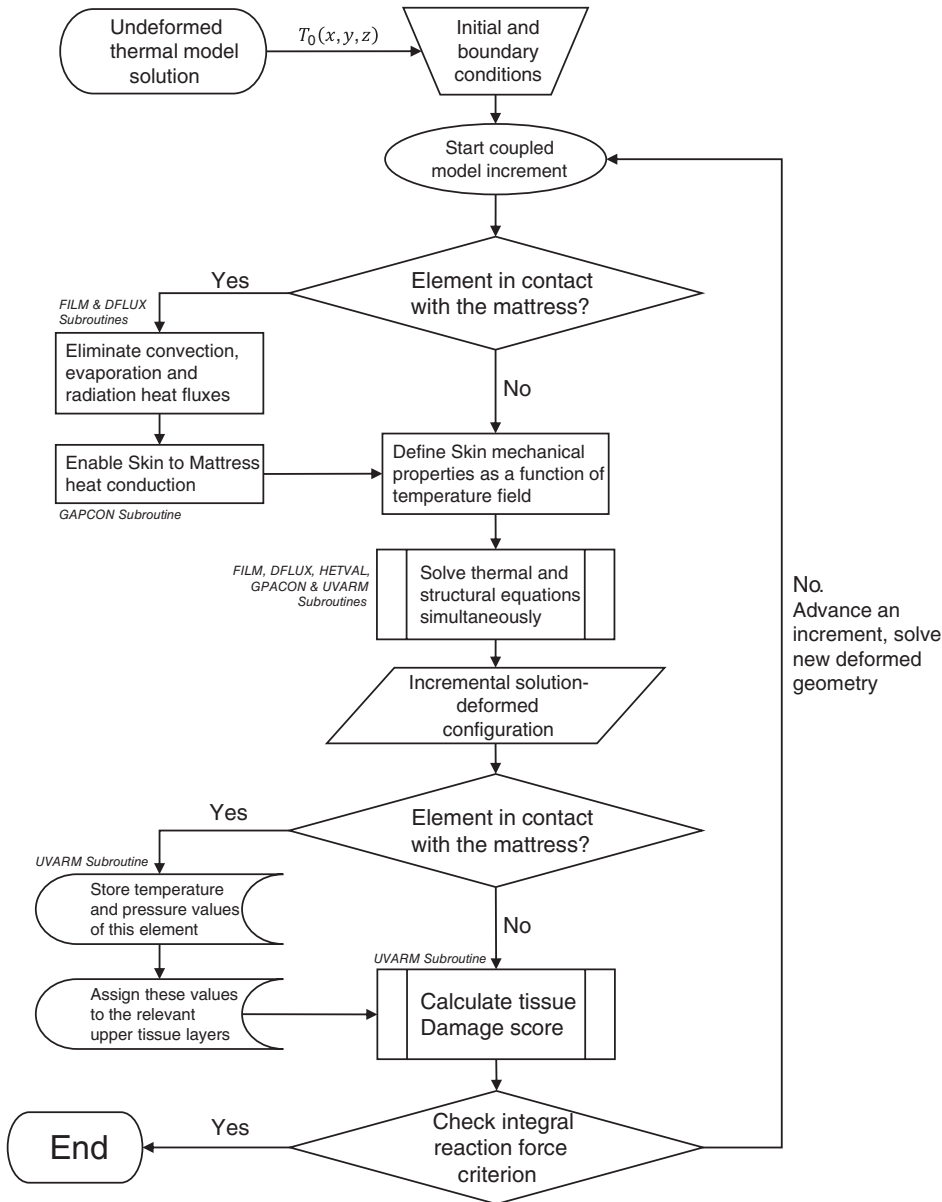 Undeformed
thermal model
solution
T₀(x, y, z)
Initial and
boundary
conditions
Start coupled
model increment
Element in contact
with the mattress?
Yes
FILM & DFLUX
Subroutines
Eliminate convection,
evaporation and
radiation heat fluxes
No
Enable Skin to Mattress
heat conduction
GAPCON Subroutine
Define Skin mechanical
properties as a function of
temperature field
FILM, DFLUX, HETVAL,
GPACON & UVARM
Subroutines
Solve thermal and
structural equations
simultaneously
No.
Advance an
increment, solve
new deformed
geometry
Incremental solution-
deformed
configuration
Element in contact
with the mattress?
Yes
UVARM Subroutine
Store temperature
and pressure values
of this element
No
UVARM Subroutine
Assign these values
to the relevant
upper tissue layers
Calculate tissue
Damage score
Check integral
reaction force
criterion
Yes
End